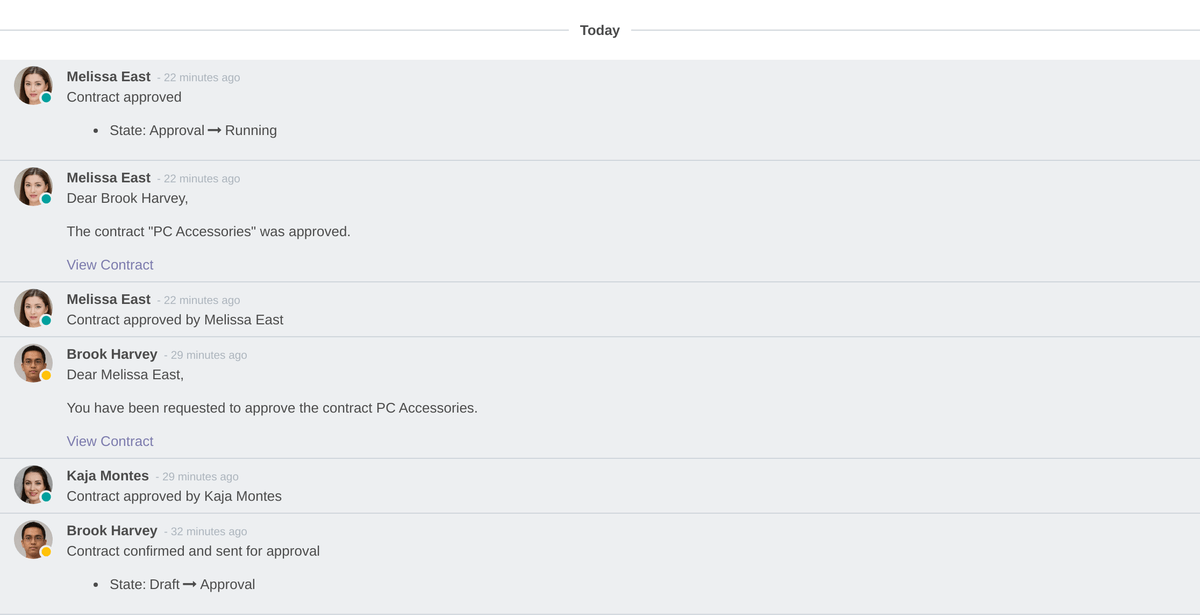 Today
Melissa East - 22 minutes ago
Contract approved
• State: Approval → Running
Melissa East - 22 minutes ago
Dear Brook Harvey,
The contract "PC Accessories" was approved.
View Contract
Melissa East - 22 minutes ago
Contract approved by Melissa East
Brook Harvey - 29 minutes ago
Dear Melissa East,
You have been requested to approve the contract PC Accessories.
View Contract
Kaja Montes - 29 minutes ago
Contract approved by Kaja Montes
Brook Harvey - 32 minutes ago
Contract confirmed and sent for approval
• State: Draft → Approval